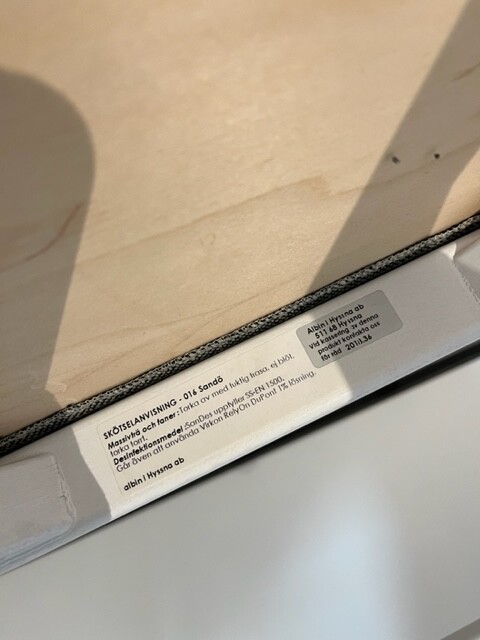 SKÖTSELANVISNING - 016 Sandö
Massivträ och faner: Torka av med fuktig trasa, ej blöt,
torka torrt.
Desinfektionsmedel: SanDes uppfyller SS-EN 1500.
Går även att använda Virkon RelyOn DuPont 1% lösning.
albin i Hyssna ab
Albin i Hyssna ab
511 68 Hyssna
vid kassering av denna
produkt kontakta oss
för råd